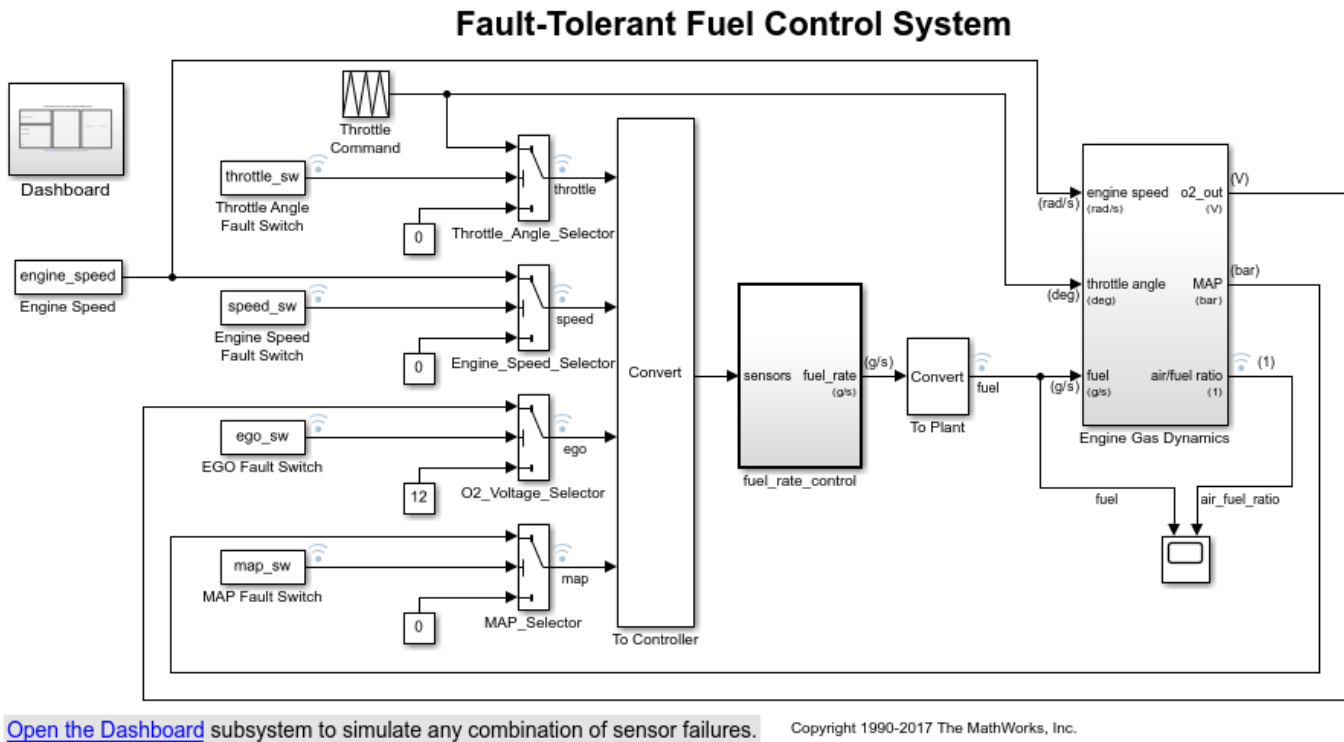 Fault-Tolerant Fuel Control System
Dashboard
Throttle
Command
throttle_sw
Throttle Angle
Fault Switch
0
throttle
Throttle_Angle_Selector
engine_speed
Engine Speed
speed_sw
Engine Speed
Fault Switch
0
speed
Engine_Speed_Selector
ego_sw
EGO Fault Switch
12
ego
O2_Voltage_Selector
map_sw
MAP Fault Switch
0
map
MAP_Selector
Convert
To Controller
sensors
fuel_rate
(g/s)
fuel_rate_control
(g/s)
Convert
To Plant
fuel
(rad/s)
engine speed
(rad/s)
o2_out
(V)
(V)
(deg)
throttle angle
(deg)
MAP
(bar)
(bar)
(g/s)
fuel
(g/s)
air/fuel ratio
(1)
(1)
Engine Gas Dynamics
fuel
air_fuel_ratio
Open the Dashboard subsystem to simulate any combination of sensor failures.
Copyright 1990-2017 The MathWorks, Inc.